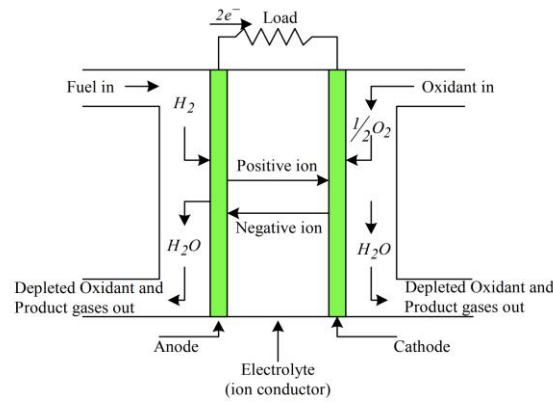 2e⁻
Load
Fuel in
Oxidant in
H₂
½O₂
Positive ion
Negative ion
H₂O
H₂O
Depleted Oxidant and
Product gases out
Depleted Oxidant and
Product gases out
Anode
Cathode
Electrolyte
(ion conductor)